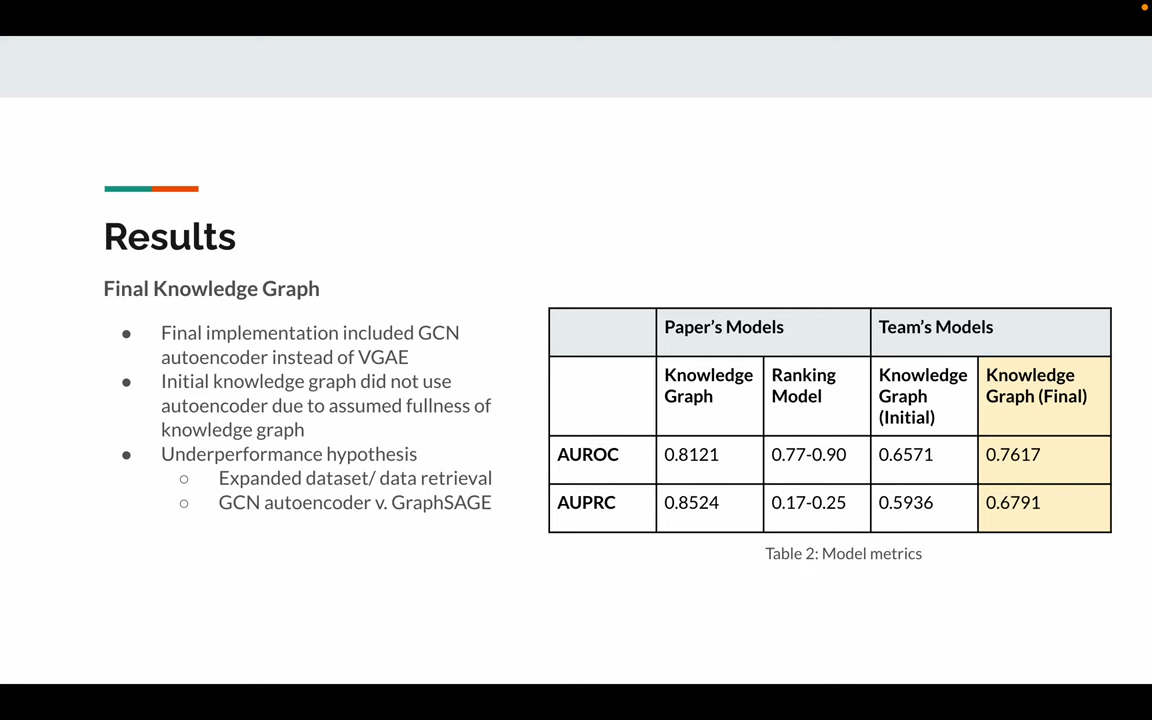 Results
Final Knowledge Graph
● Final implementation included GCN
autoencoder instead of VGAE
● Initial knowledge graph did not use
autoencoder due to assumed fullness of
knowledge graph
● Underperformance hypothesis
○ Expanded dataset/ data retrieval
○ GCN autoencoder v. GraphSAGE
Paper’s Models Team’s Models
Knowledge Ranking Knowledge Knowledge
Graph Model Graph Graph (Final)
(Initial)
AUROC 0.8121 0.77-0.90 0.6571 0.7617
AUPRC 0.8524 0.17-0.25 0.5936 0.6791
Table 2: Model metrics